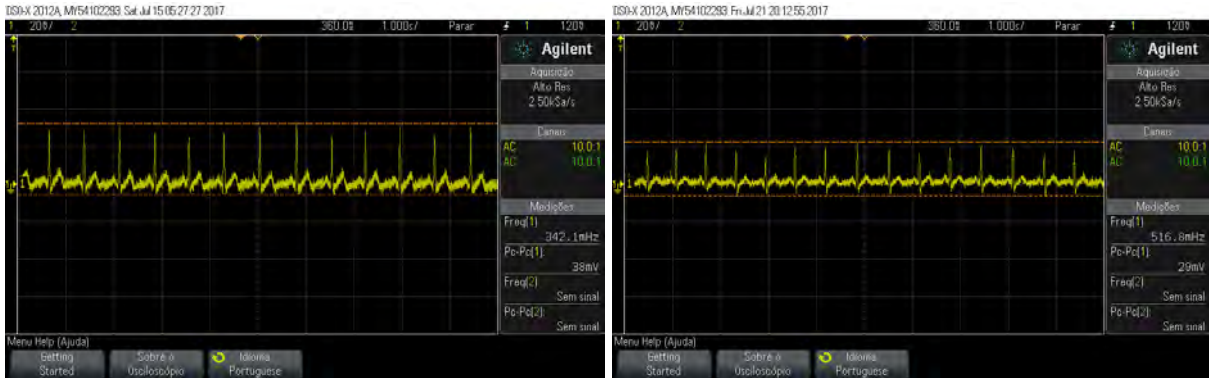 DSO-X 2012A, MY54102293: Sat Jul 15 05:27:27 2017
1 20▽/ 2 360.0▽ 1.000s/ Parar 1 120▽
Agilent
Aquisição
Alto Res
2.50kSa/s
Canais
AC 10.0:1
AC 10.0:1
Medições
Freq(1)
342.1mHz
Pc-Pc(1):
38mV
Freq(2)
Sem sinal
Pc-Pc(2):
Sem sinal
Menu Help (Ajuda)
Getting
Started
Sobre o
Osciloscópio
Idioma
Portuguese
DSO-X 2012A, MY54102293: Fri Jul 21 20:12:55 2017
1 20▽/ 2 360.0▽ 1.000s/ Parar 1 120▽
Agilent
Aquisição
Alto Res
2.50kSa/s
Canais
AC 10.0:1
AC 10.0:1
Medições
Freq(1)
516.8mHz
Pc-Pc(1):
29mV
Freq(2)
Sem sinal
Pc-Pc(2):
Sem sinal
Menu Help (Ajuda)
Getting
Started
Sobre o
Osciloscópio
Idioma
Portuguese